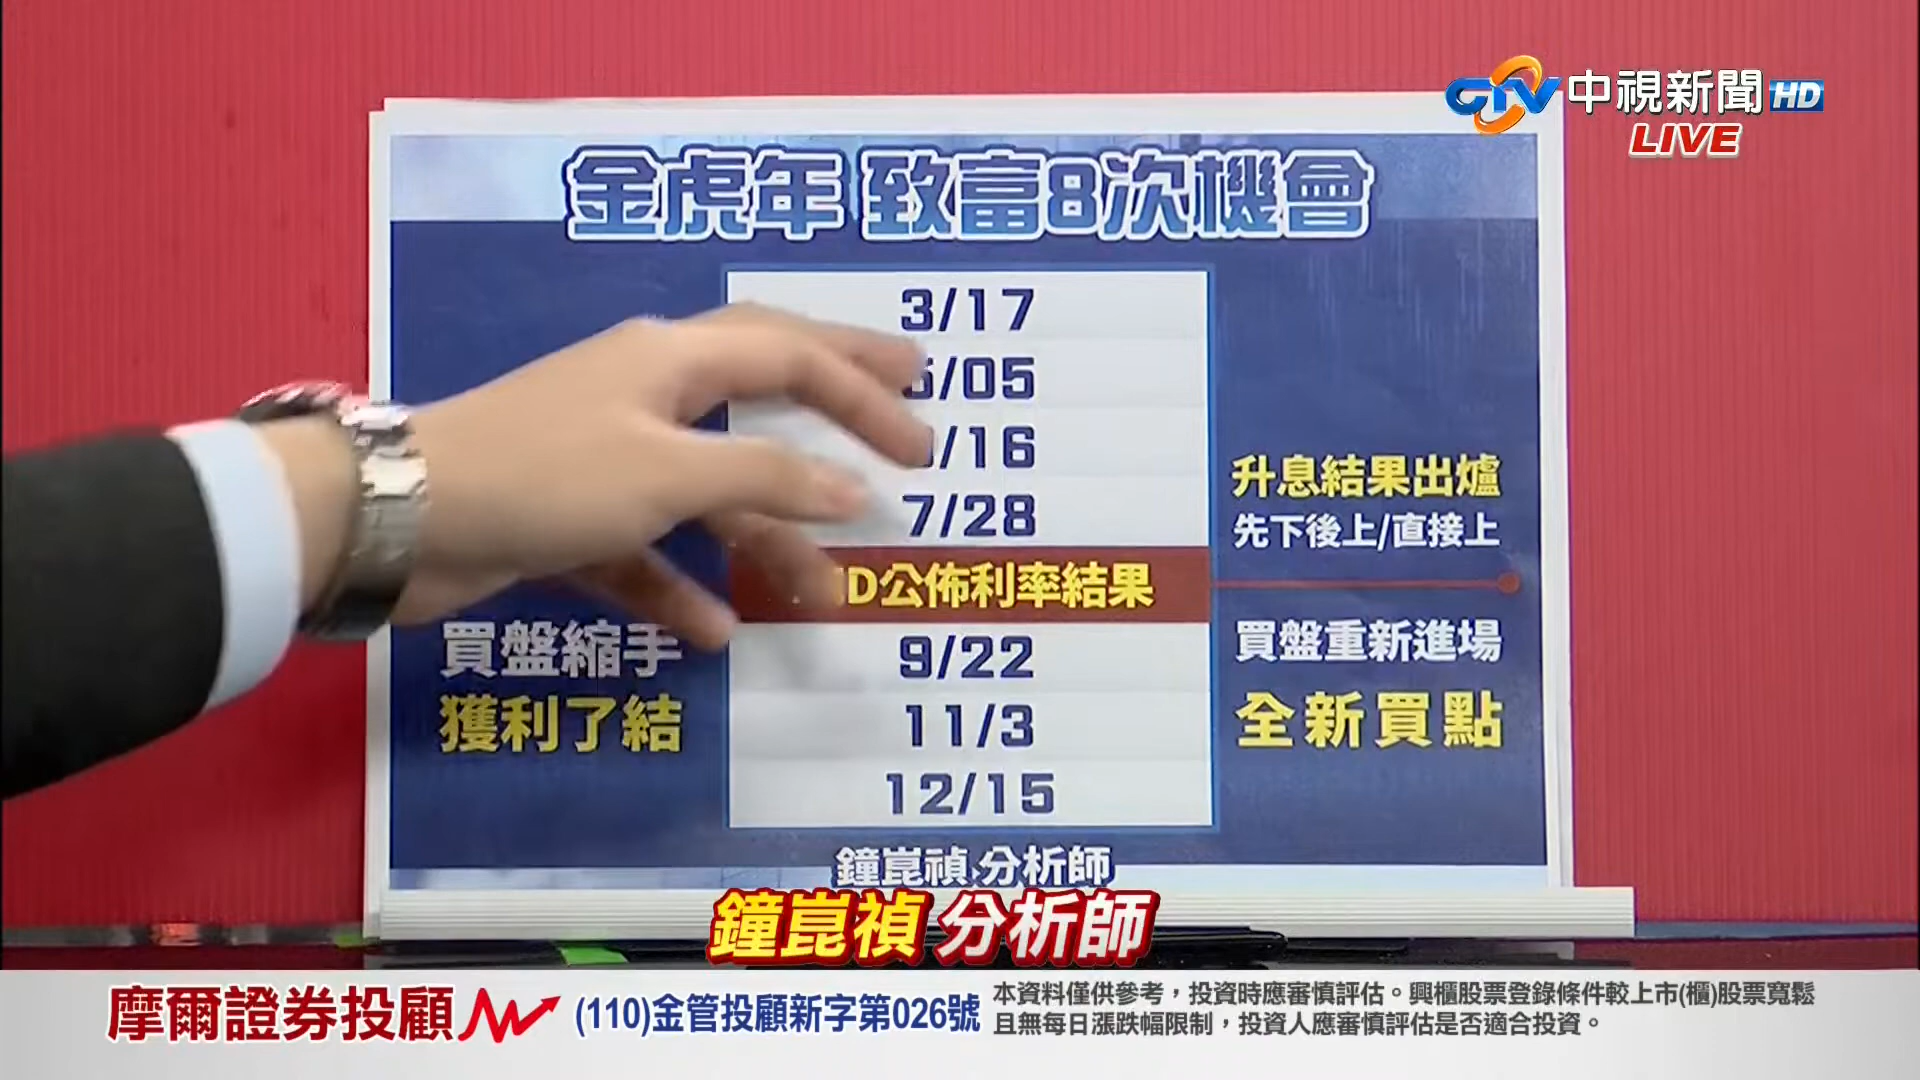 CTV中視新聞HD
LIVE
金虎年 致富8次機會
3/17
/05
/16
7/28
D公佈利率結果
9/22
11/3
12/15
買盤縮手
獲利了結
升息結果出爐
先下後上/直接上
買盤重新進場
全新買點
鐘崑禎 分析師
鐘崑禎 分析師
摩爾證券投顧
(110)金管投顧新字第026號
本資料僅供參考，投資時應審慎評估。興櫃股票登錄條件較上市(櫃)股票寬鬆
且無每日漲跌幅限制，投資人應審慎評估是否適合投資。